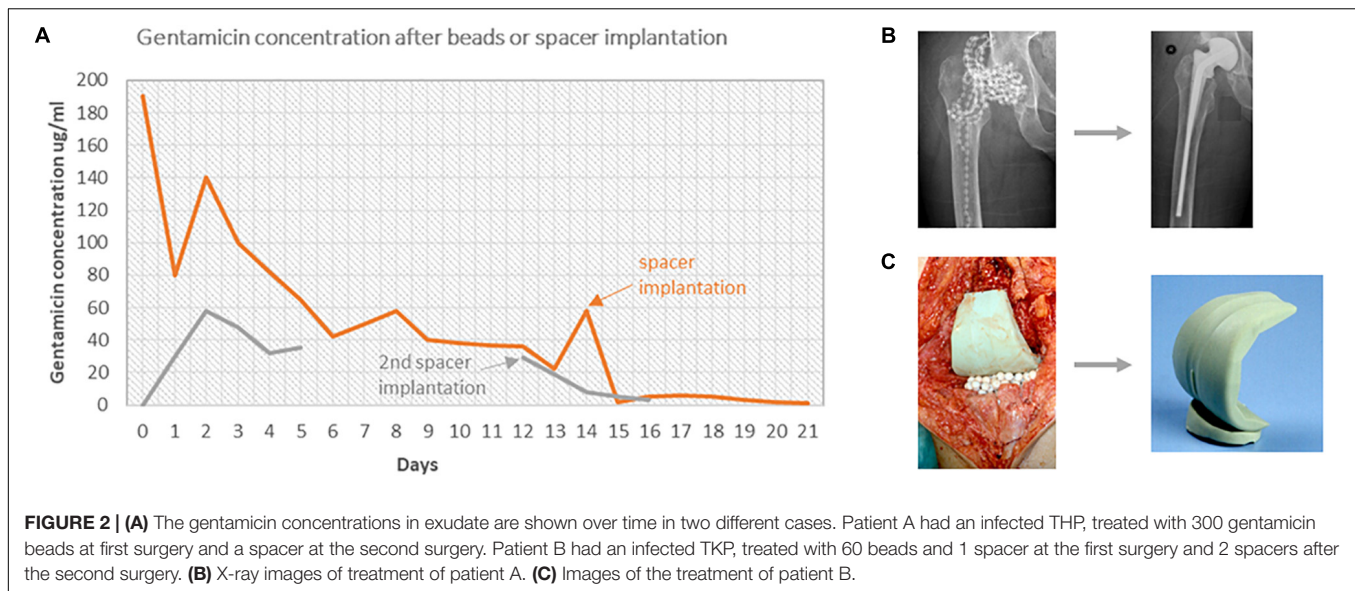 A
Gentamicin concentration after beads or spacer implantation
Gentamicin concentration ug/ml
200
180
160
140
120
100
80
60
40
20
0
spacer
implantation
2nd spacer
implantation
0 1 2 3 4 5 6 7 8 9 10 11 12 13 14 15 16 17 18 19 20 21
Days
B
C
FIGURE 2 | (A) The gentamicin concentrations in exudate are shown over time in two different cases. Patient A had an infected THP, treated with 300 gentamicin
beads at first surgery and a spacer at the second surgery. Patient B had an infected TKP, treated with 60 beads and 1 spacer at the first surgery and 2 spacers after
the second surgery. (B) X-ray images of treatment of patient A. (C) Images of the treatment of patient B.